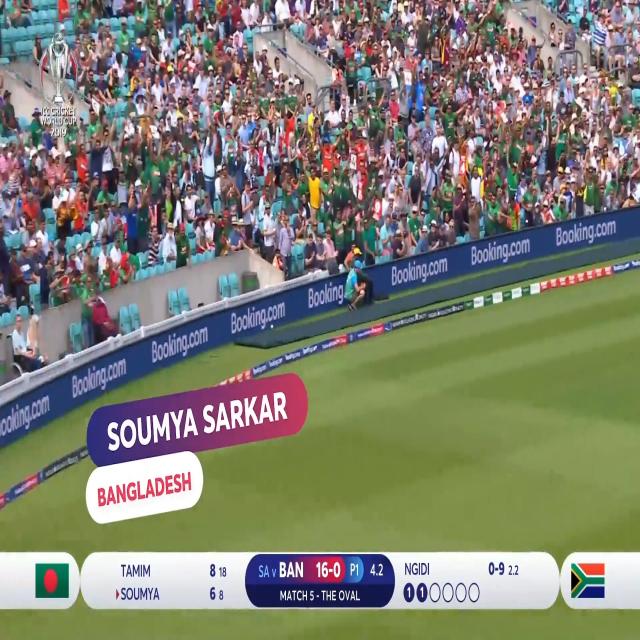 ICC CRICKET
WORLD CUP
2019
Booking.com
Booking.com
Booking.com
Booking.com
Booking.com
Booking.com
Booking.com
Booking.com
SOUMYA SARKAR
BANGLADESH
TAMIM 8 18
SOUMYA 6 8
SA v BAN 16-0 P1 4.2
MATCH 5 - THE OVAL
NGIDI 0-9 2.2
1 1